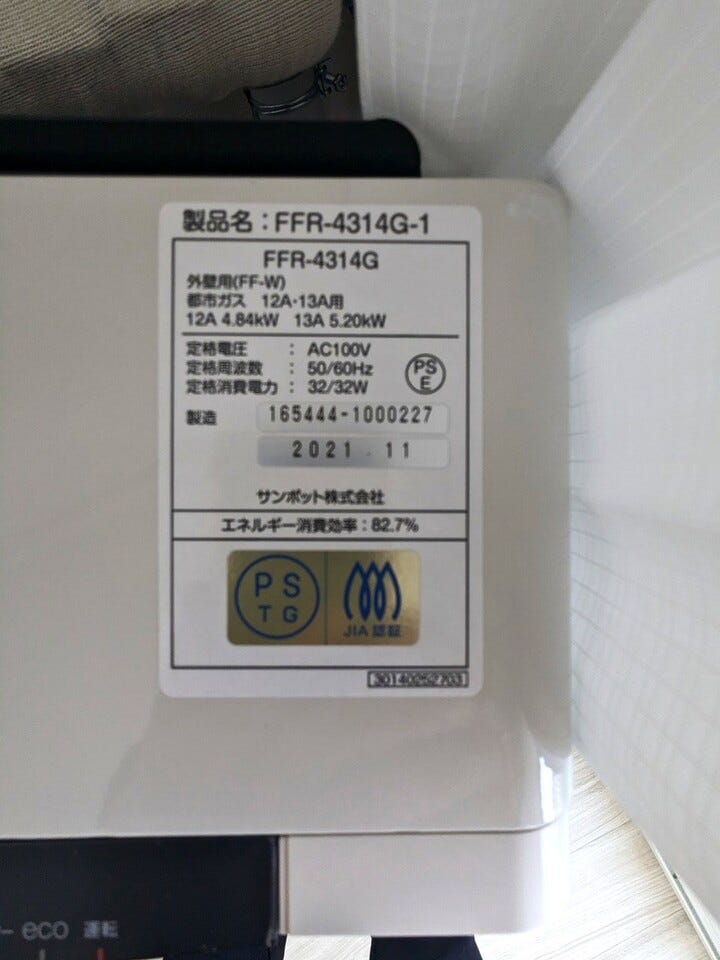 製品名：FFR-4314G-1
FFR-4314G
外壁用(FF-W)
都市ガス 12A・13A用
12A 4.84kW 13A 5.20kW
定格電圧 : AC100V
定格周波数 : 50/60Hz
定格消費電力 : 32/32W
PS
E
製造 165444-1000227
2021.11
サンポット株式会社
エネルギー消費効率：82.7%
PS
TG
JIA 認証
30140252703
eco 運転